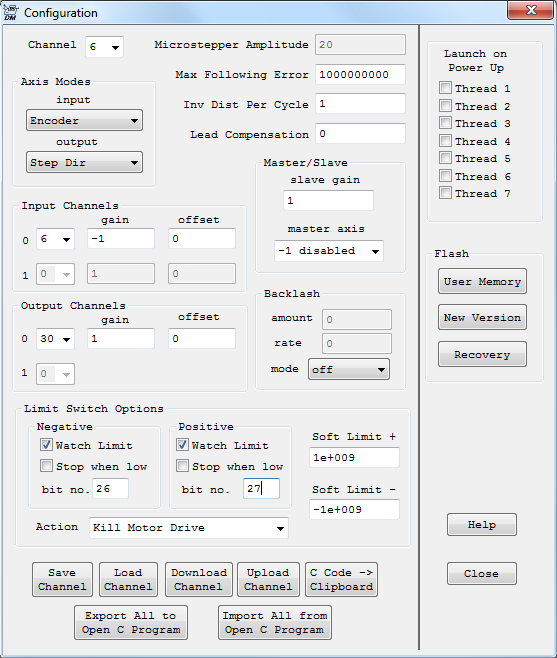 Configuration
Channel 6
Microstepper Amplitude 20
Max Following Error 1000000000
Inv Dist Per Cycle 1
Lead Compensation 0
Axis Modes
input
Encoder
output
Step Dir
Master/Slave
slave gain
1
master axis
-1 disabled
Input Channels
gain offset
0 6 -1 0
1 0 1 0
Output Channels
gain offset
0 30 1 0
1 0
Backlash
amount 0
rate 0
mode off
Limit Switch Options
Negative
Watch Limit
Stop when low
bit no. 26
Positive
Watch Limit
Stop when low
bit no. 27
Soft Limit +
1e+009
Soft Limit -
-1e+009
Action Kill Motor Drive
Save Channel
Load Channel
Download Channel
Upload Channel
C Code -> Clipboard
Export All to Open C Program
Import All from Open C Program
Launch on
Power Up
Thread 1
Thread 2
Thread 3
Thread 4
Thread 5
Thread 6
Thread 7
Flash
User Memory
New Version
Recovery
Help
Close